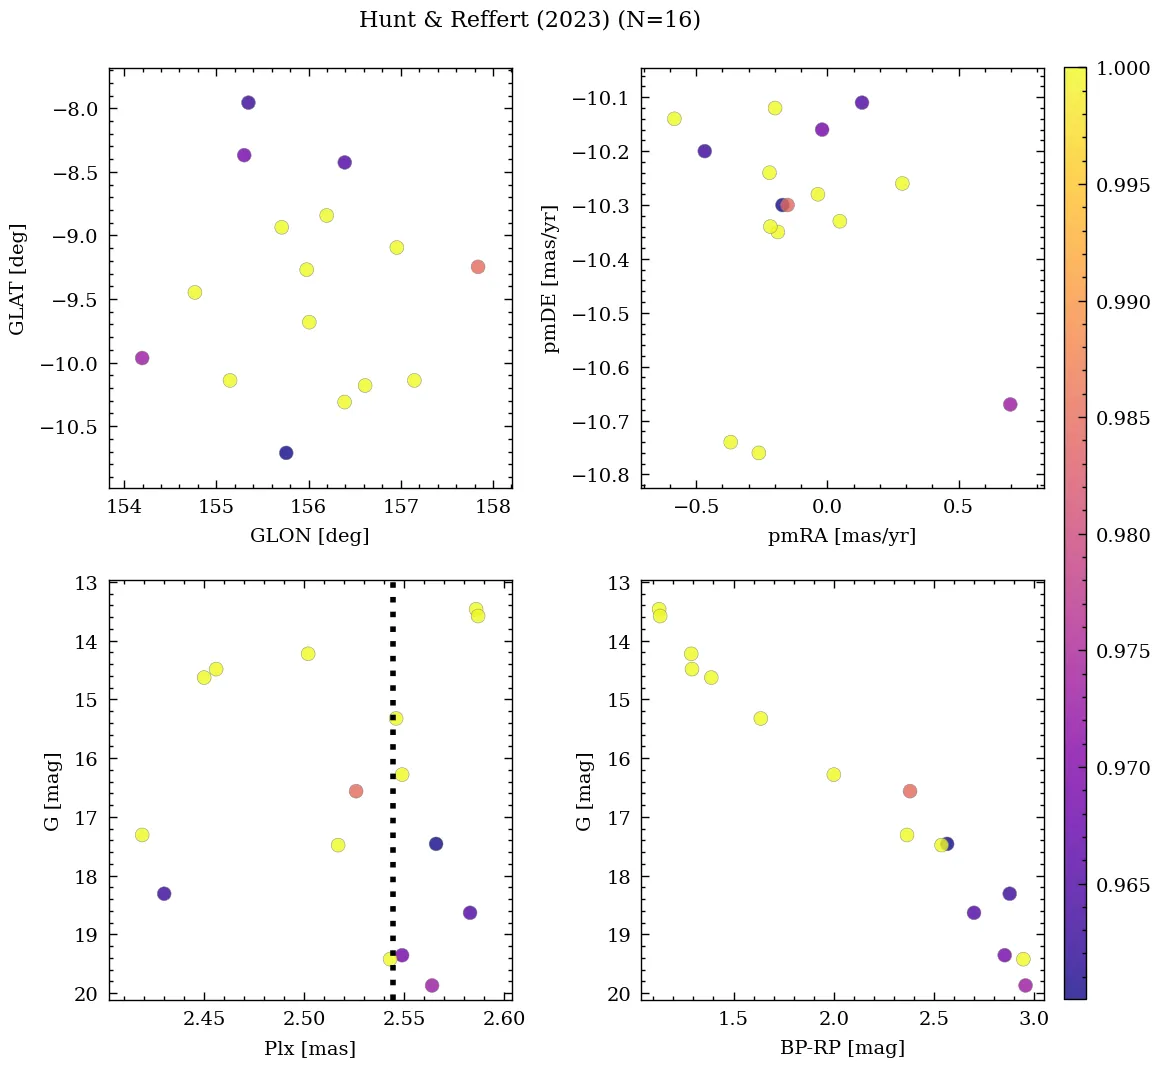 Hunt & Reffert (2023) (N=16)
−8.0
−8.5
−9.0
−9.5
−10.0
−10.5
GLAT [deg]
154 155 156 157 158
GLON [deg]
−10.1
−10.2
−10.3
−10.4
−10.5
−10.6
−10.7
−10.8
pmDE [mas/yr]
−0.5 0.0 0.5
pmRA [mas/yr]
13
14
15
16
17
18
19
20
G [mag]
2.45 2.50 2.55 2.60
Plx [mas]
13
14
15
16
17
18
19
20
G [mag]
1.5 2.0 2.5 3.0
BP-RP [mag]
1.000
0.995
0.990
0.985
0.980
0.975
0.970
0.965